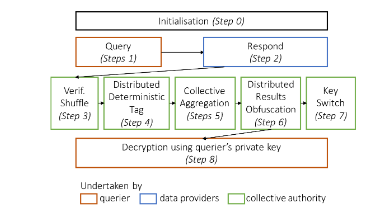 Initialisation (Step 0)
Query
(Steps 1)
Respond
(Step 2)
Verif.
Shuffle
(Step 3)
Distributed
Deterministic
Tag
(Step 4)
Collective
Aggregation
(Steps 5)
Distributed
Results
Obfuscation
(Step 6)
Key
Switch
(Step 7)
Decryption using querier's private key
(Step 8)
Undertaken by
querier
data providers
collective authority